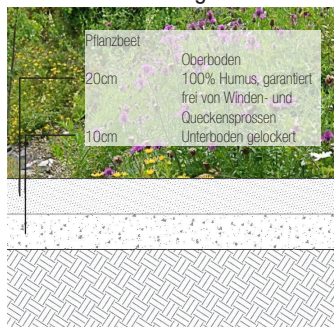 Pflanzbeet
Oberboden
20cm 100% Humus, garantiert
frei von Winden- und
Queckensprossen
10cm Unterboden gelockert